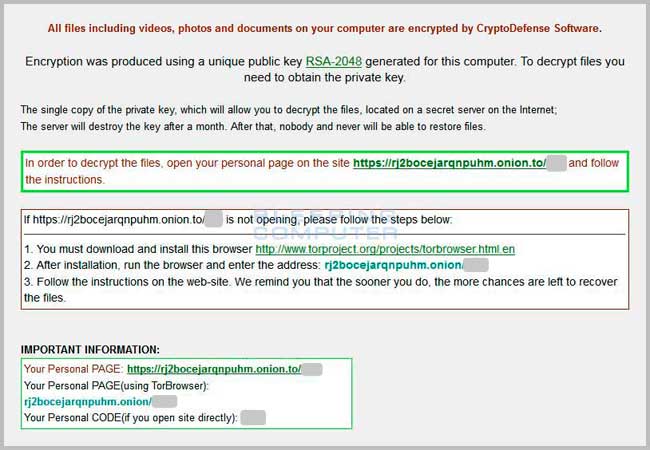 All files including videos, photos and documents on your computer are encrypted by CryptoDefense Software.
Encryption was produced using a unique public key RSA-2048 generated for this computer. To decrypt files you
need to obtain the private key.
The single copy of the private key, which will allow you to decrypt the files, located on a secret server on the Internet;
The server will destroy the key after a month. After that, nobody and never will be able to restore files.
In order to decrypt the files, open your personal page on the site https://rj2bocejarqnpuhm.onion.to/ and follow
the instructions.
If https://rj2bocejarqnpuhm.onion.to/ is not opening, please follow the steps below:
BLEEPING
COMPUTER
1. You must download and install this browser http://www.torproject.org/projects/torbrowser.html.en
2. After installation, run the browser and enter the address: rj2bocejarqnpuhm.onion/
3. Follow the instructions on the web-site. We remind you that the sooner you do, the more chances are left to recover
the files.
IMPORTANT INFORMATION:
Your Personal PAGE: https://rj2bocejarqnpuhm.onion.to/
Your Personal PAGE(using TorBrowser):
rj2bocejarqnpuhm.onion/
Your Personal CODE(if you open site directly):